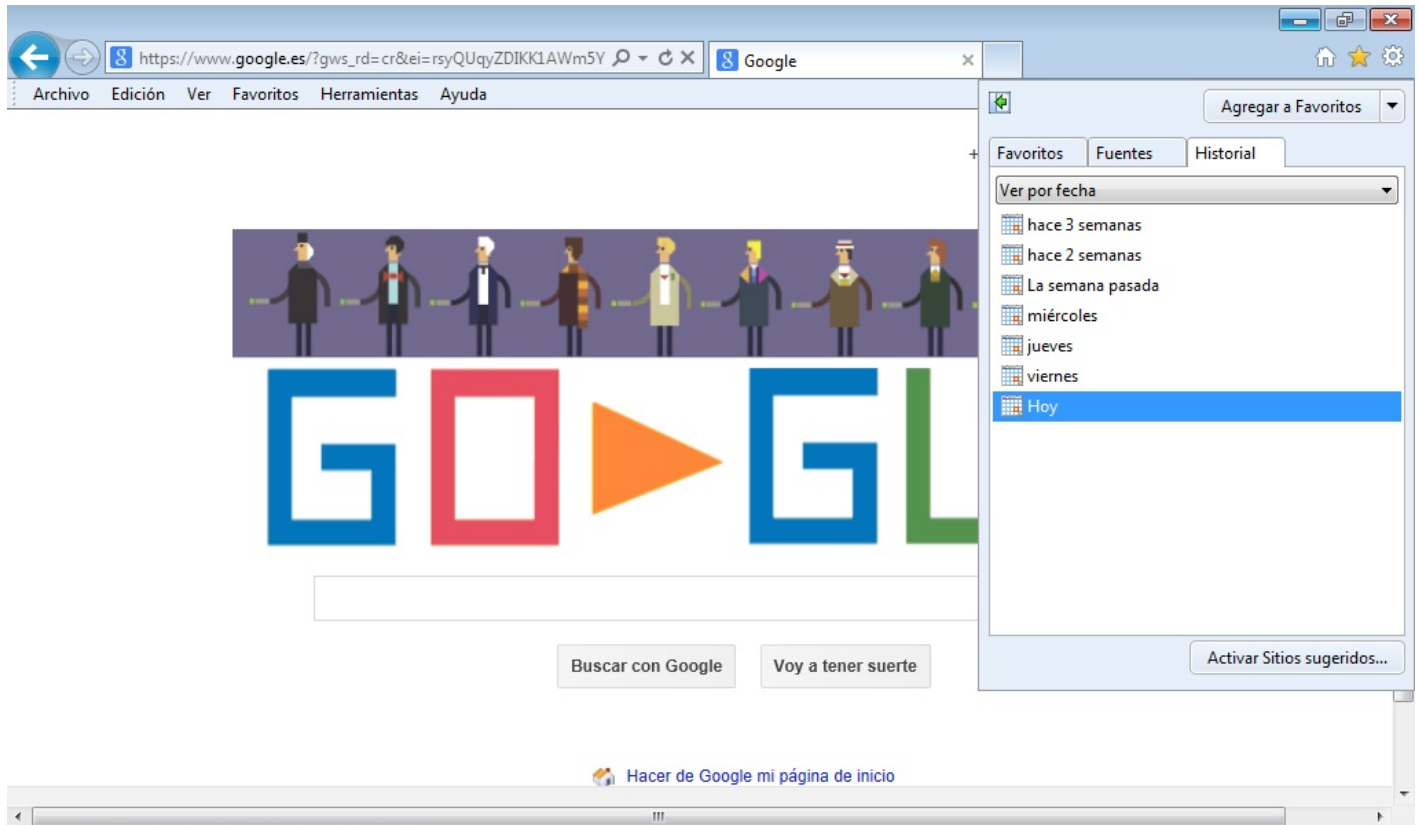 https://www.google.es/?gws_rd=cr&ei=rsyQUqyZDIKK1AWm5Y
Google
Archivo Edición Ver Favoritos Herramientas Ayuda
Agregar a Favoritos
Favoritos Fuentes Historial
Ver por fecha
hace 3 semanas
hace 2 semanas
La semana pasada
miércoles
jueves
viernes
Hoy
GO GL
Buscar con Google Voy a tener suerte
Activar Sitios sugeridos...
Hacer de Google mi página de inicio